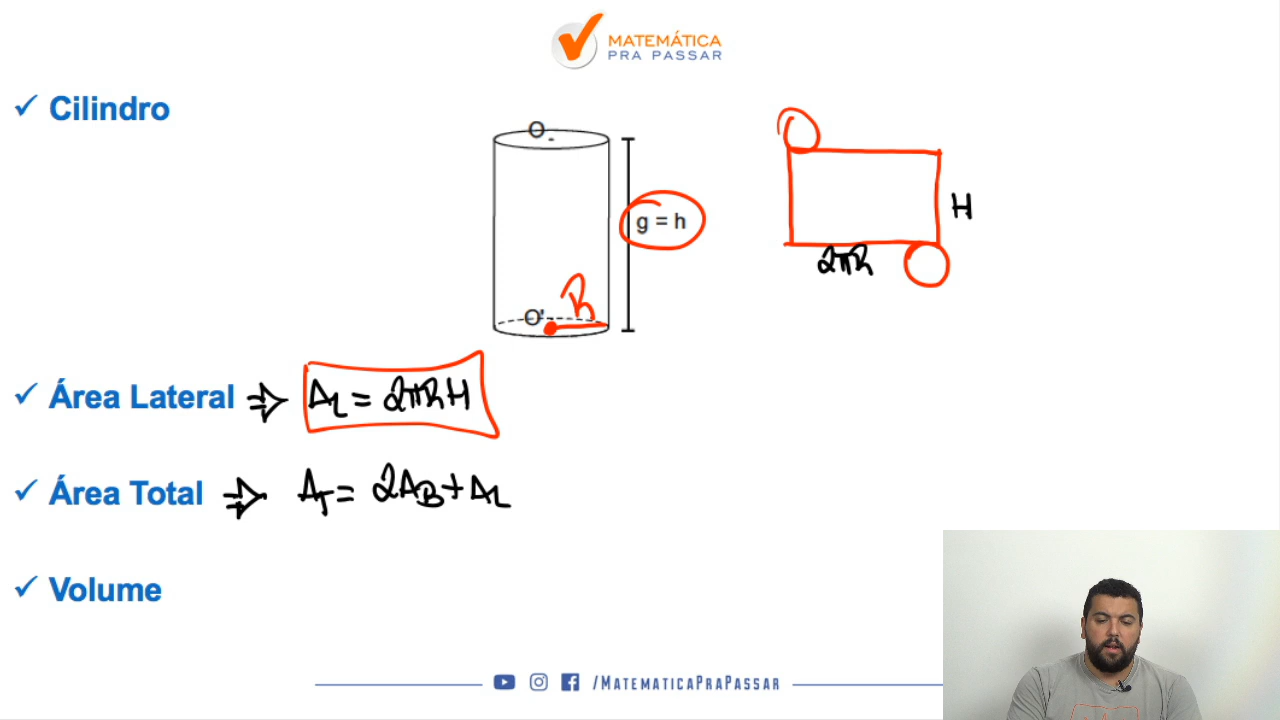 MATEMÁTICA
PRA PASSAR
✓ Cilindro
O
g = h
H
2πR
R
O'
✓ Área Lateral ⇒ AL = 2πRH
✓ Área Total ⇒ AT = 2AB + AL
✓ Volume
/MATEMATICAPRAPASSAR